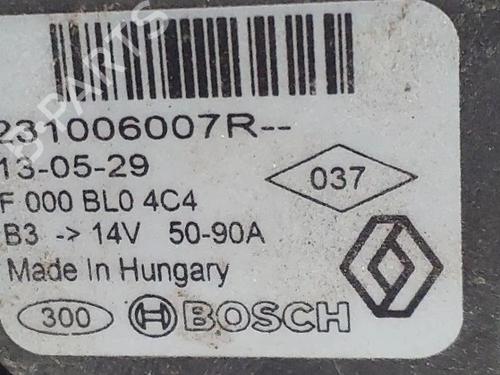 231006007R--
13-05-29
F 000 BL0 4C4
037
B3 -> 14V 50-90A
Made In Hungary
300 BOSCH